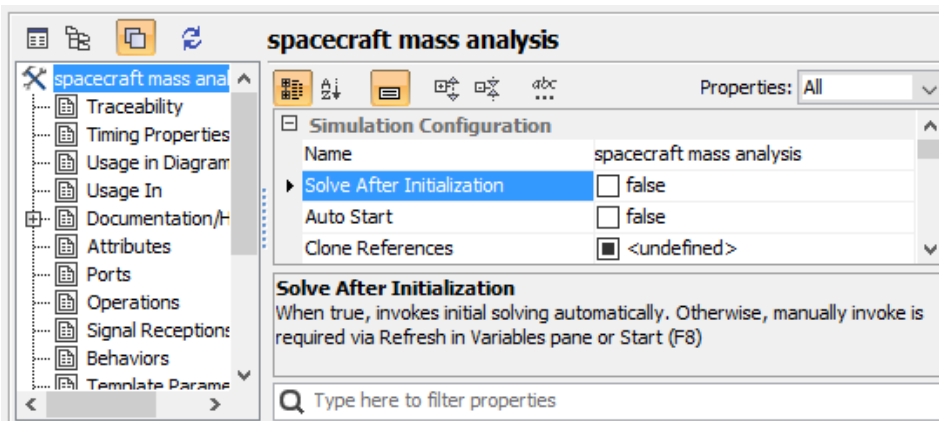 spacecraft mass analysis
spacecraft mass anal
Traceability
Timing Properties
Usage in Diagram
Usage In
Documentation/H
Attributes
Ports
Operations
Signal Receptions
Behaviors
Template Parame
abc
Properties: All
Simulation Configuration
Name spacecraft mass analysis
Solve After Initialization false
Auto Start false
Clone References <undefined>
Solve After Initialization
When true, invokes initial solving automatically. Otherwise, manually invoke is
required via Refresh in Variables pane or Start (F8)
Type here to filter properties